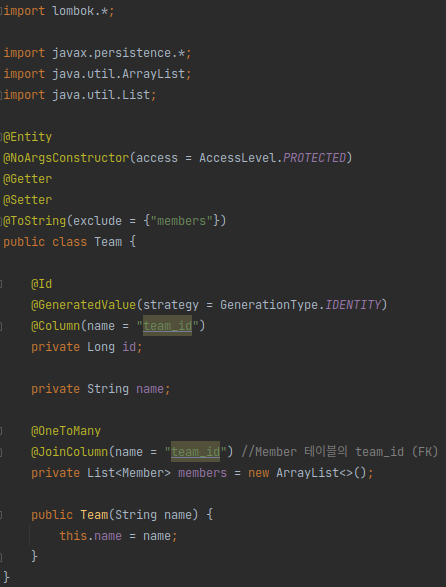 import lombok.*;
import javax.persistence.*;
import java.util.ArrayList;
import java.util.List;
@Entity
@NoArgsConstructor(access = AccessLevel.PROTECTED)
@Getter
@Setter
@ToString(exclude = {"members"})
public class Team {
@Id
@GeneratedValue(strategy = GenerationType.IDENTITY)
@Column(name = "team_id")
private Long id;
private String name;
@OneToMany
@JoinColumn(name = "team_id") //Member 테이블의 team_id (FK)
private List<Member> members = new ArrayList<>();
public Team(String name) {
this.name = name;
}
}